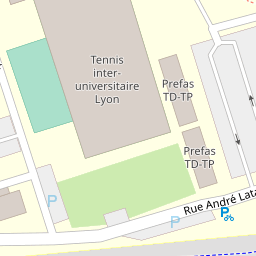 Tennis
inter-
universitaire
Lyon
Prefas
TD-TP
Prefas
TD-TP
P
P
P
Rue André Lata